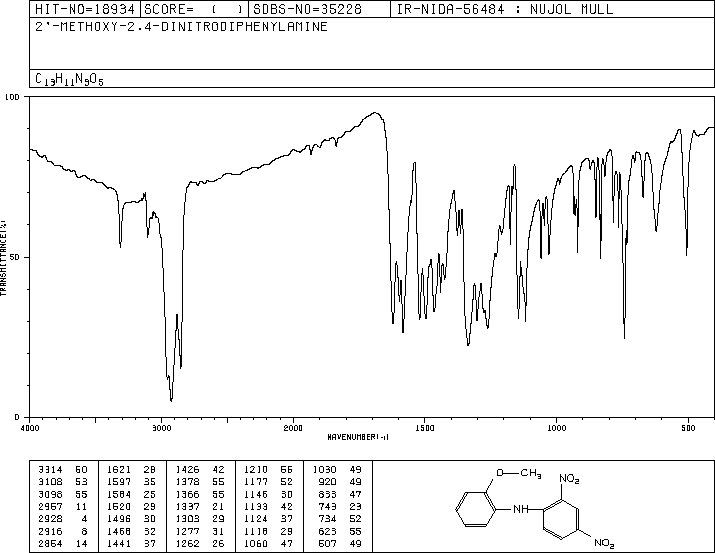 HIT-NO=18934 SCORE= ( ) SDBS-NO=35228 IR-NIDA-56484 : NUJOL MULL
2'-METHOXY-2,4-DINITRODIPHENYLAMINE
C13H11N3O5
100
50
0
TRANSMITTANCE(%)
4000 3000 2000 1500 1000 500
WAVENUMBER(-1)
3314 50 1621 28 1426 42 1210 55 1030 49
3108 53 1597 35 1378 55 1177 52 920 49
3098 55 1584 25 1366 55 1146 30 833 47
2957 11 1520 29 1337 21 1133 42 743 23
2928 4 1496 30 1303 29 1124 37 734 52
2916 8 1468 32 1277 31 1118 29 623 55
2854 14 1441 37 1262 26 1060 47 507 49
O CH3
NO2
NH
NO2